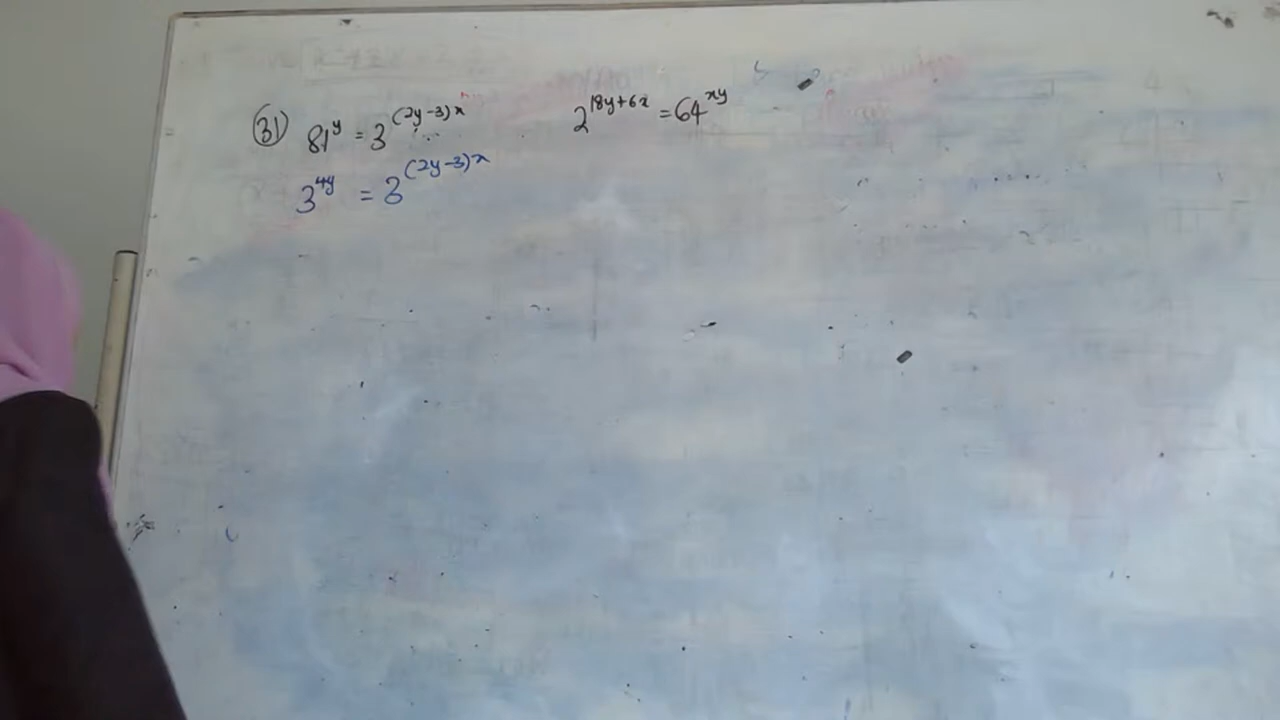 (31) 81^y = 3^(2y-3)x 2^18y+6x = 64^xy
3^4y = 3^(2y-3)x